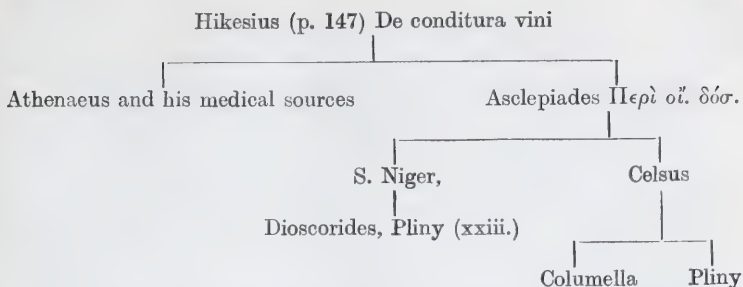 Hikesius (p. 147) De conditura vini
Athenaeus and his medical sources Asclepiades Περὶ οἴ. δόσ.
S. Niger, Celsus
Dioscorides, Pliny (xxiii.)
Columella Pliny